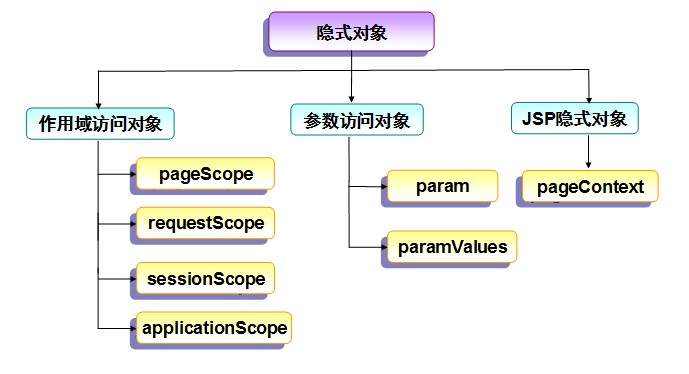 隐式对象
作用域访问对象
参数访问对象
JSP隐式对象
pageScope
requestScope
sessionScope
applicationScope
param
paramValues
pageContext